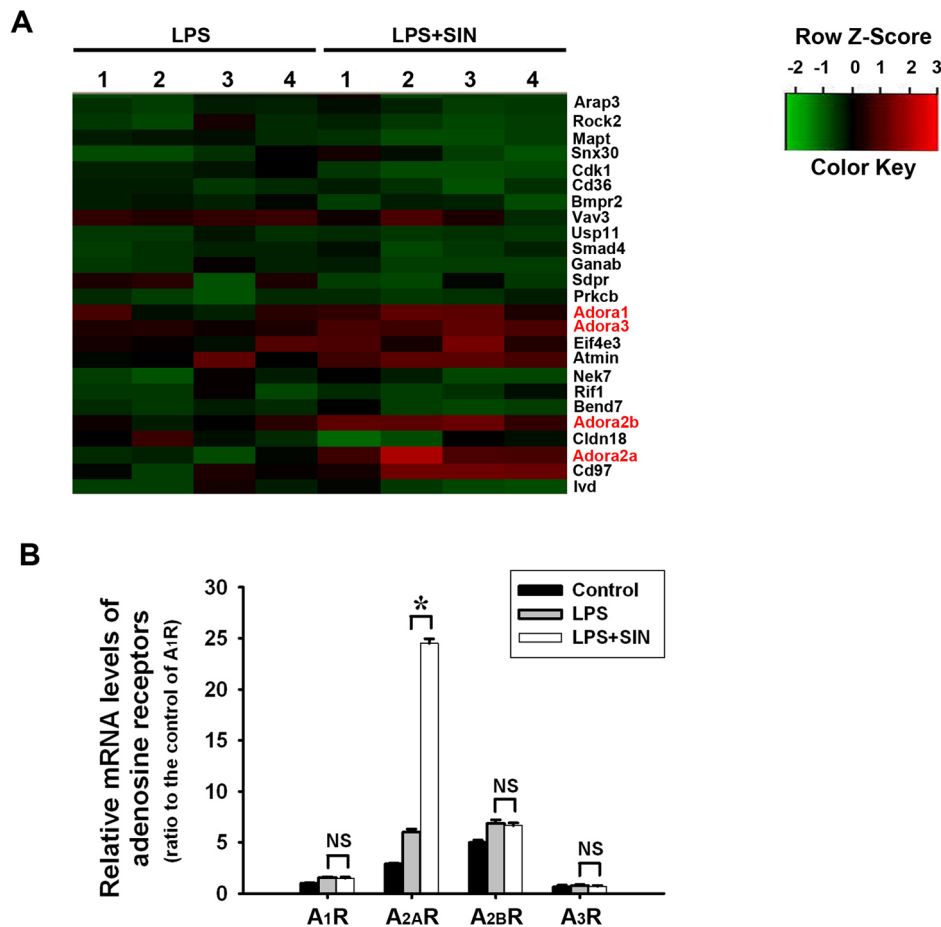 A
LPS LPS+SIN
1 2 3 4 1 2 3 4
Row Z-Score
-2 -1 0 1 2 3
Color Key
Arap3
Rock2
Mapt
Snx30
Cdk1
Cd36
Bmpr2
Vav3
Usp11
Smad4
Ganab
Sdpr
Prkcb
Adora1
Adora3
Eif4e3
Atmin
Nek7
Rif1
Bend7
Adora2b
Cldn18
Adora2a
Cd97
Ivd
B
Relative mRNA levels of
adenosine receptors
(ratio to the control of A1R)
30
25
20
15
10
5
0
Control
LPS
LPS+SIN
NS
*
NS
NS
A1R A2AR A2BR A3R